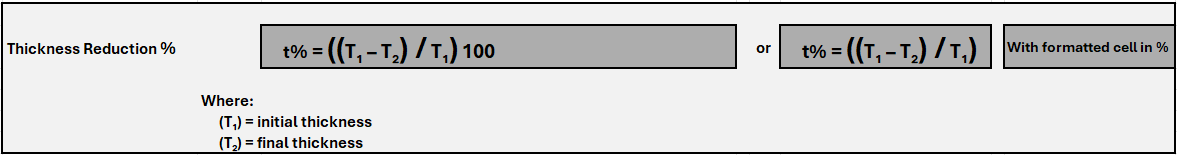 Thickness Reduction % t% = ((T₁ – T₂) / T₁) 100 or t% = ((T₁ – T₂) / T₁) With formatted cell in %
Where:
(T₁) = initial thickness
(T₂) = final thickness